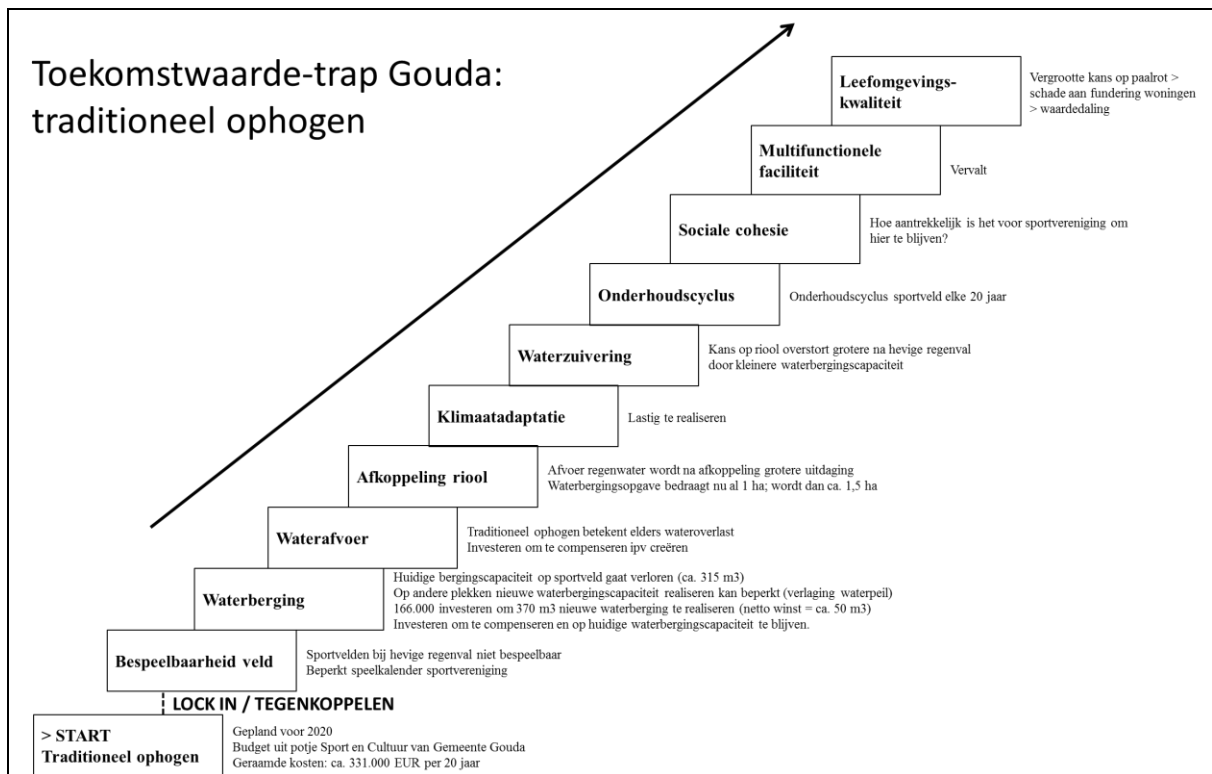 Toekomstwaarde-trap Gouda:
traditioneel ophogen
Leefomgevings-
kwaliteit
Vergrootte kans op paalrot >
schade aan fundering woningen
> waardedaling
Multifunctionele
faciliteit
Vervalt
Sociale cohesie
Hoe aantrekkelijk is het voor sportvereniging om
hier te blijven?
Onderhoudscyclus
Onderhoudscyclus sportveld elke 20 jaar
Waterzuivering
Kans op riool overstort grotere na hevige regenval
door kleinere waterbergingscapaciteit
Klimaatadaptatie
Lastig te realiseren
Afkoppeling riool
Afvoer regenwater wordt na afkoppeling grotere uitdaging
Waterbergingsopgave bedraagt nu al 1 ha; wordt dan ca. 1,5 ha
Waterafvoer
Traditioneel ophogen betekent elders wateroverlast
Investeren om te compenseren ipv creëren
Waterberging
Huidige bergingscapaciteit op sportveld gaat verloren (ca. 315 m3)
Op andere plekken nieuwe waterbergingscapaciteit realiseren kan beperkt (verlaging waterpeil)
166.000 investeren om 370 m3 nieuwe waterberging te realiseren (netto winst = ca. 50 m3)
Investeren om te compenseren en op huidige waterbergingscapaciteit te blijven.
Bespeelbaarheid veld
Sportvelden bij hevige regenval niet bespeelbaar
Beperkt speelkalender sportvereniging
LOCK IN / TEGENKOPPELEN
> START
Traditioneel ophogen
Gepland voor 2020
Budget uit potje Sport en Cultuur van Gemeente Gouda
Geraamde kosten: ca. 331.000 EUR per 20 jaar